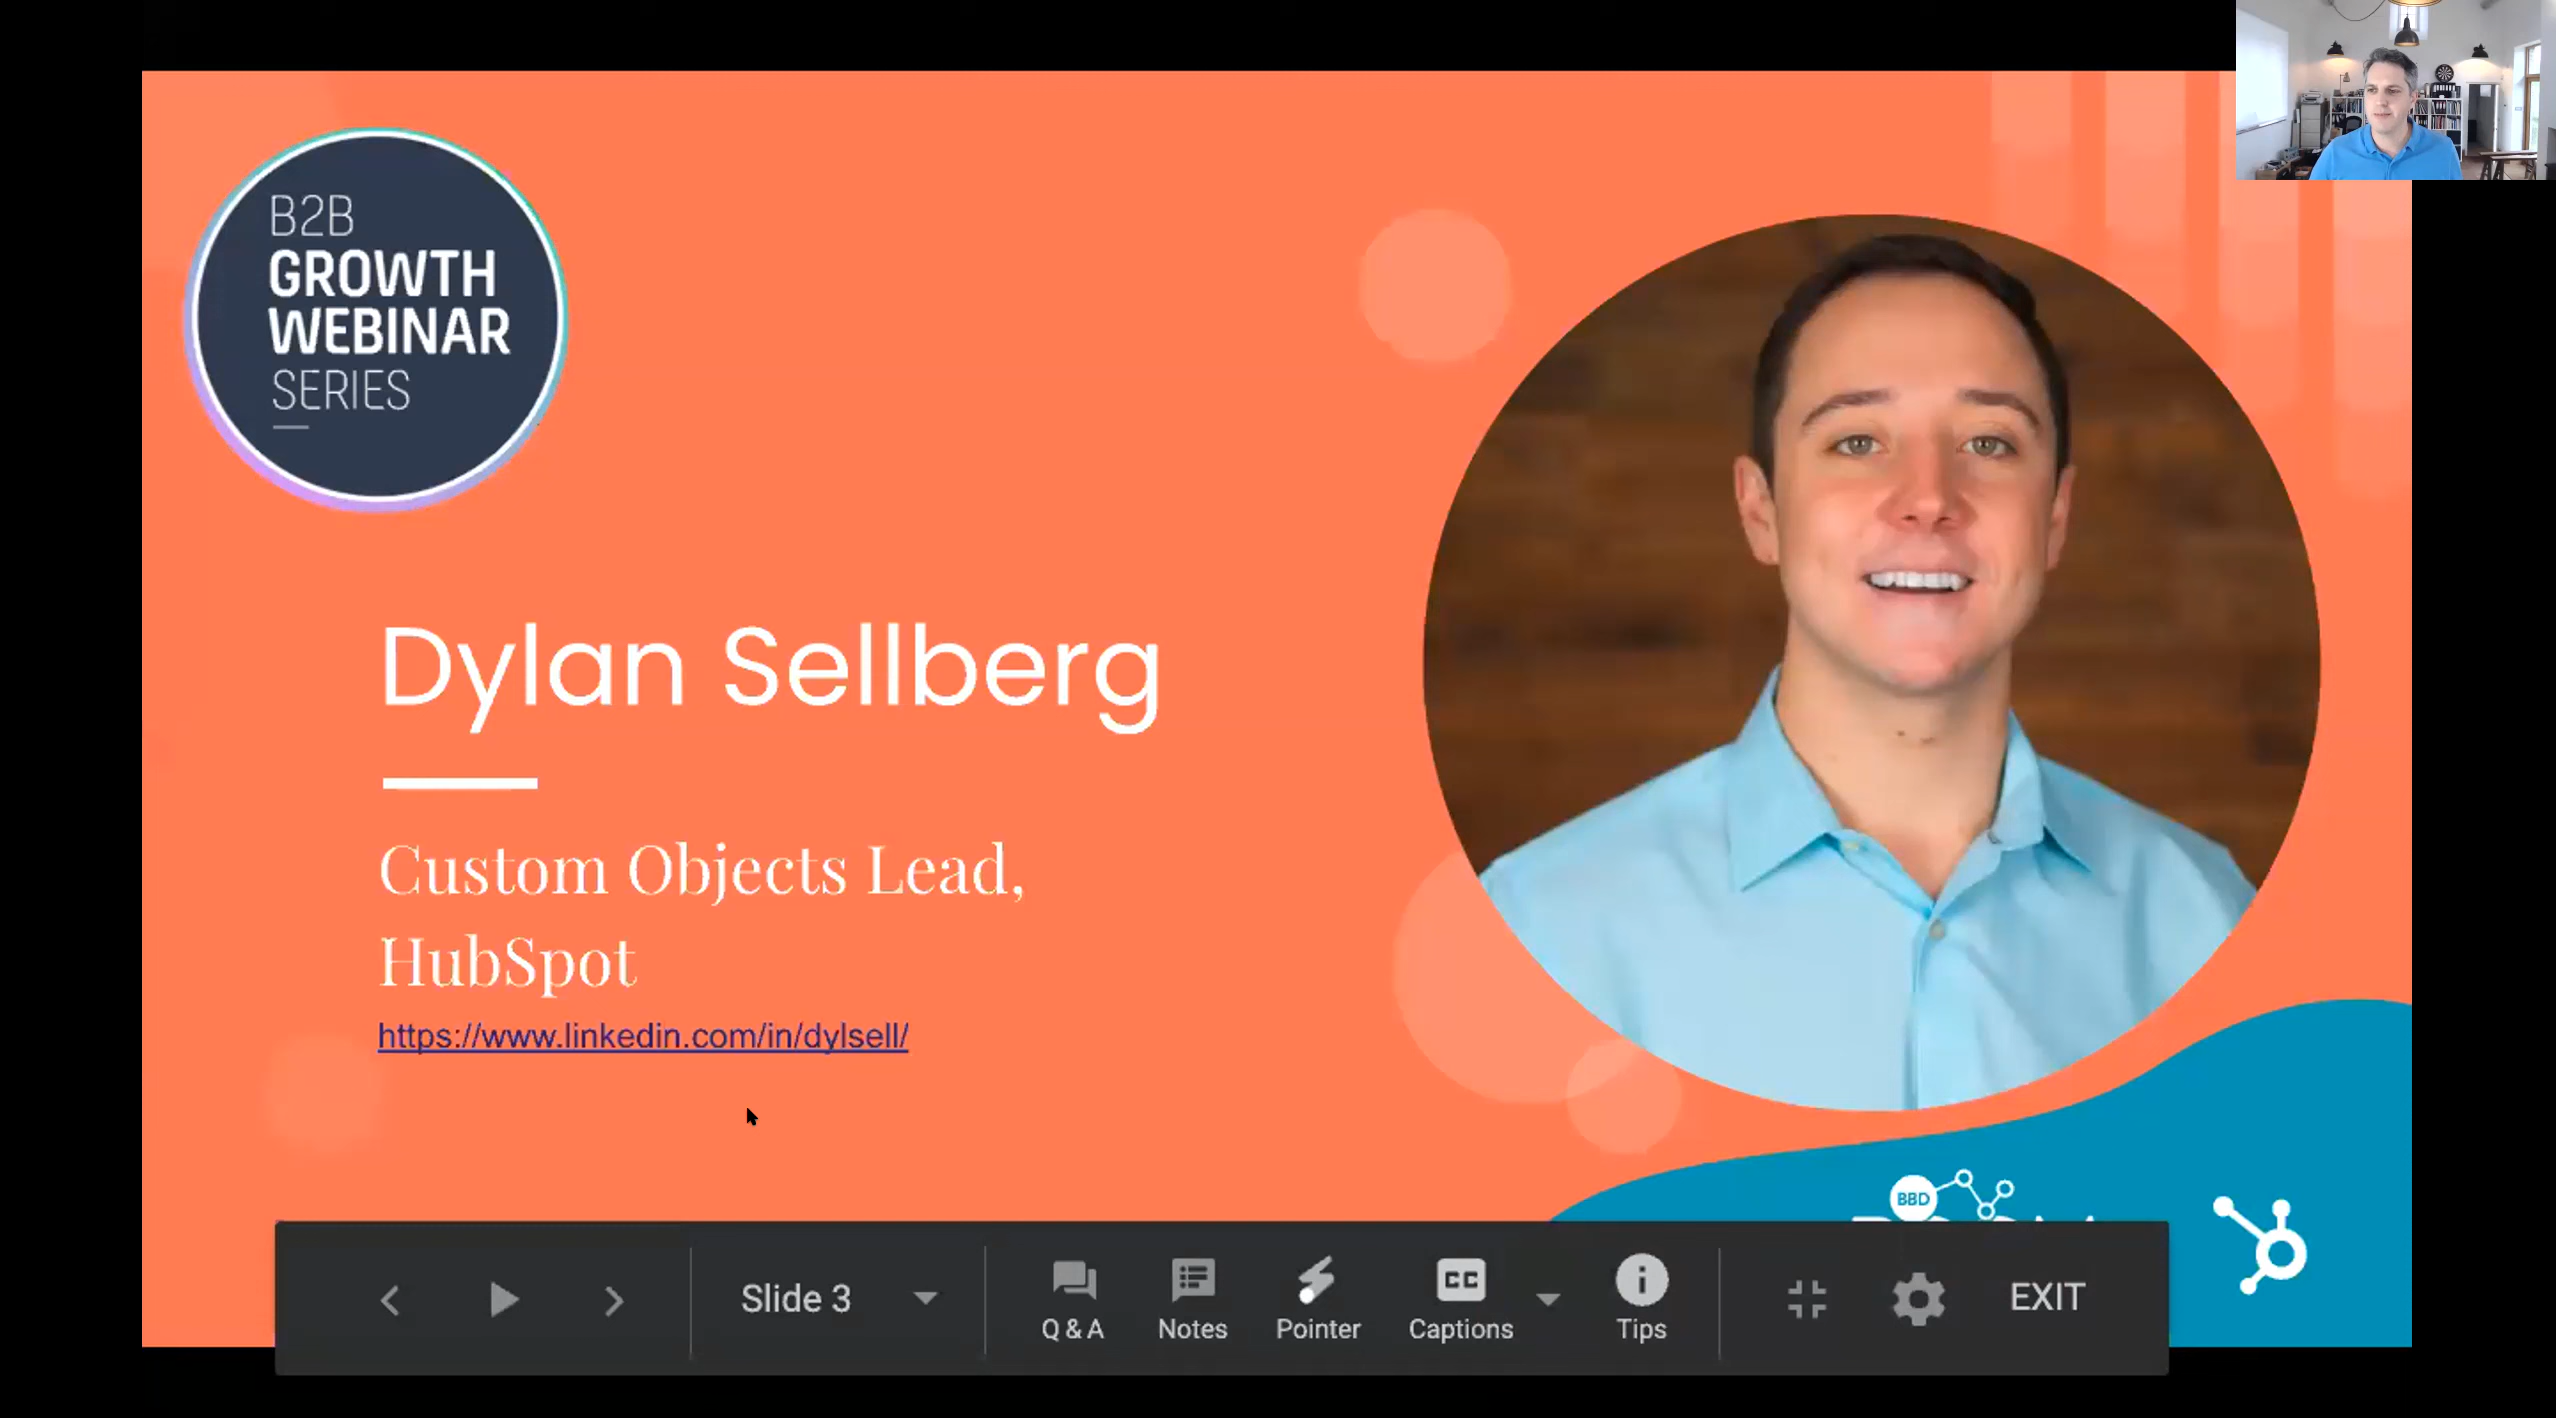 B2B
GROWTH
WEBINAR
SERIES
Dylan Sellberg
Custom Objects Lead,
HubSpot
https://www.linkedin.com/in/dylsell/
BBD
Slide 3
Q & A
Notes
Pointer
CC
Captions
Tips
EXIT